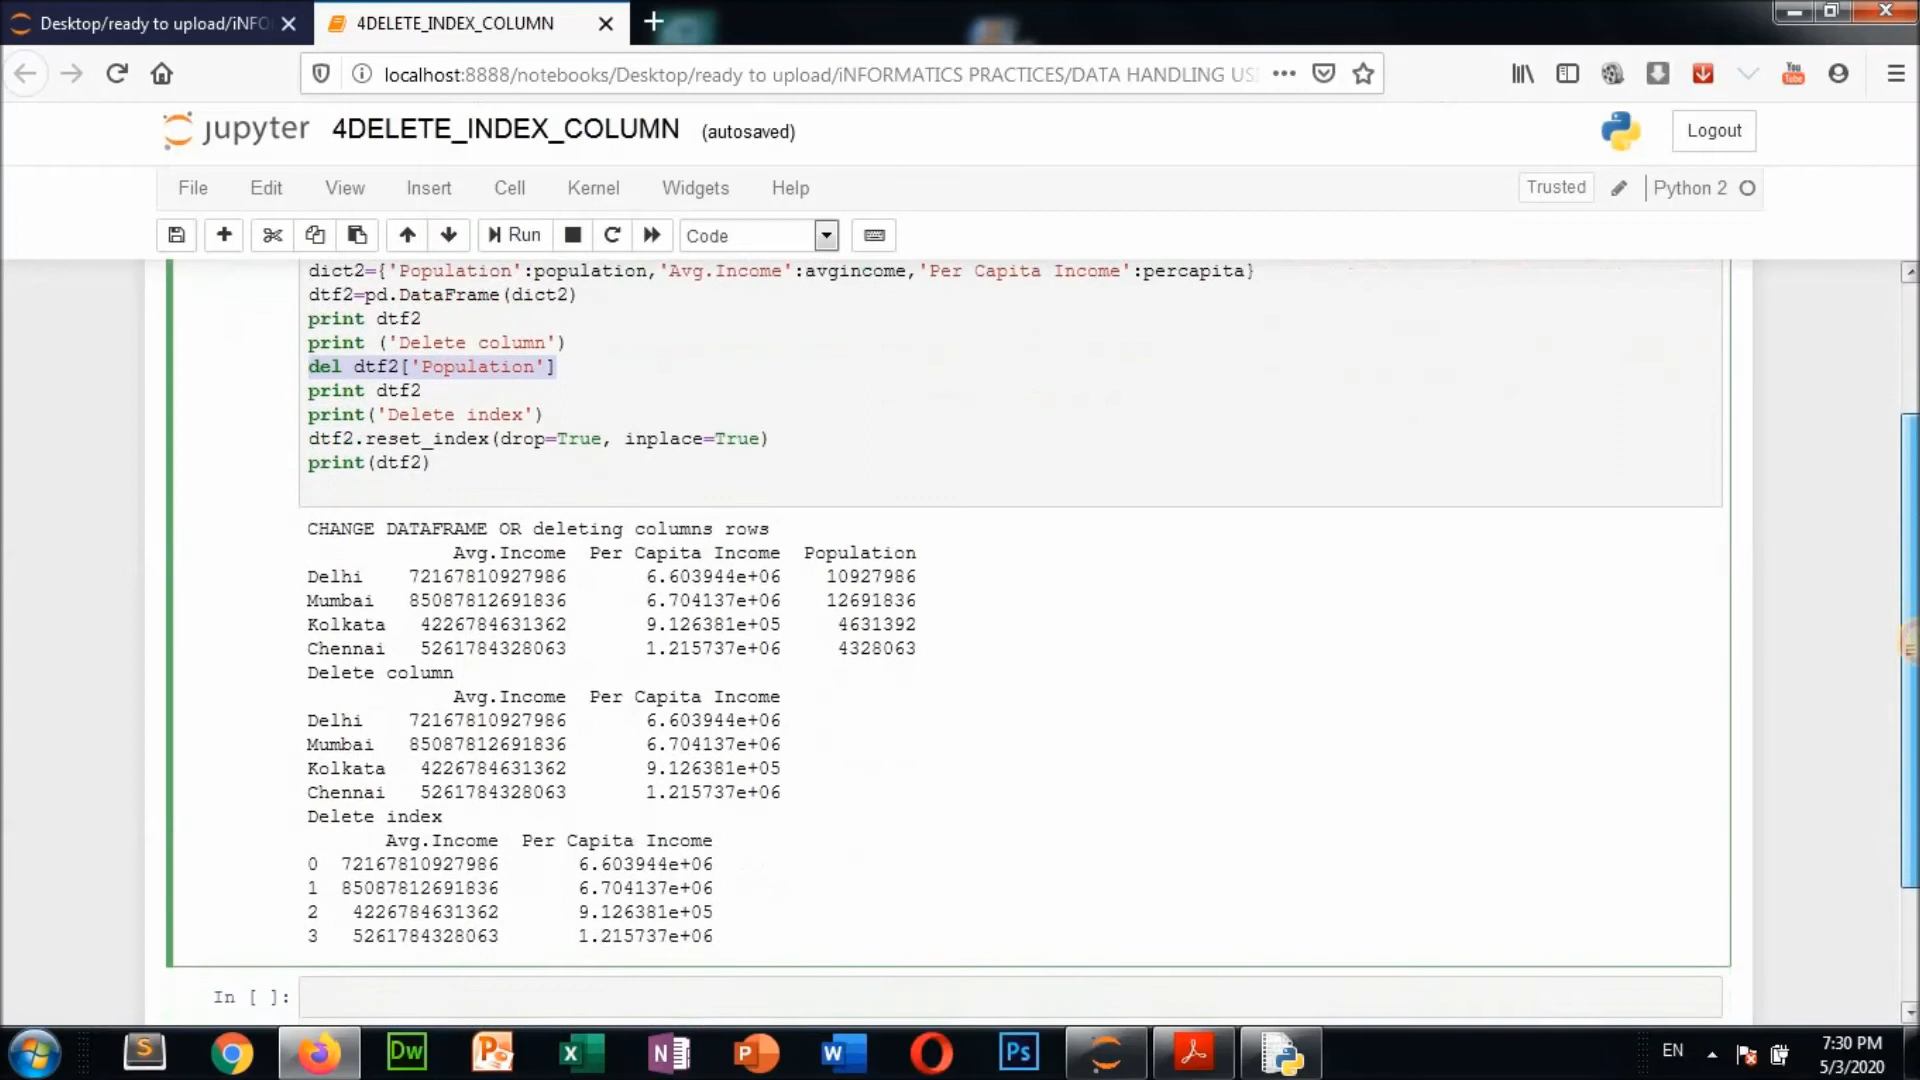 Desktop/ready to upload/iNFO
4DELETE_INDEX_COLUMN
localhost:8888/notebooks/Desktop/ready to upload/iNFORMATICS PRACTICES/DATA HANDLING US
You
Tube
jupyter 4DELETE_INDEX_COLUMN (autosaved)
Logout
File Edit View Insert Cell Kernel Widgets Help
Trusted Python 2
Run Code
dict2={'Population':population,'Avg.Income':avgincome,'Per Capita Income':percapita}
dtf2=pd.DataFrame(dict2)
print dtf2
print ('Delete column')
del dtf2['Population']
print dtf2
print('Delete index')
dtf2.reset_index(drop=True, inplace=True)
print(dtf2)
CHANGE DATAFRAME OR deleting columns rows
Avg.Income Per Capita Income Population
Delhi 72167810927986 6.603944e+06 10927986
Mumbai 85087812691836 6.704137e+06 12691836
Kolkata 4226784631362 9.126381e+05 4631392
Chennai 5261784328063 1.215737e+06 4328063
Delete column
Avg.Income Per Capita Income
Delhi 72167810927986 6.603944e+06
Mumbai 85087812691836 6.704137e+06
Kolkata 4226784631362 9.126381e+05
Chennai 5261784328063 1.215737e+06
Delete index
Avg.Income Per Capita Income
0 72167810927986 6.603944e+06
1 85087812691836 6.704137e+06
2 4226784631362 9.126381e+05
3 5261784328063 1.215737e+06
In [ ]:
S Dw P X N P W Ps
EN
7:30 PM
5/3/2020